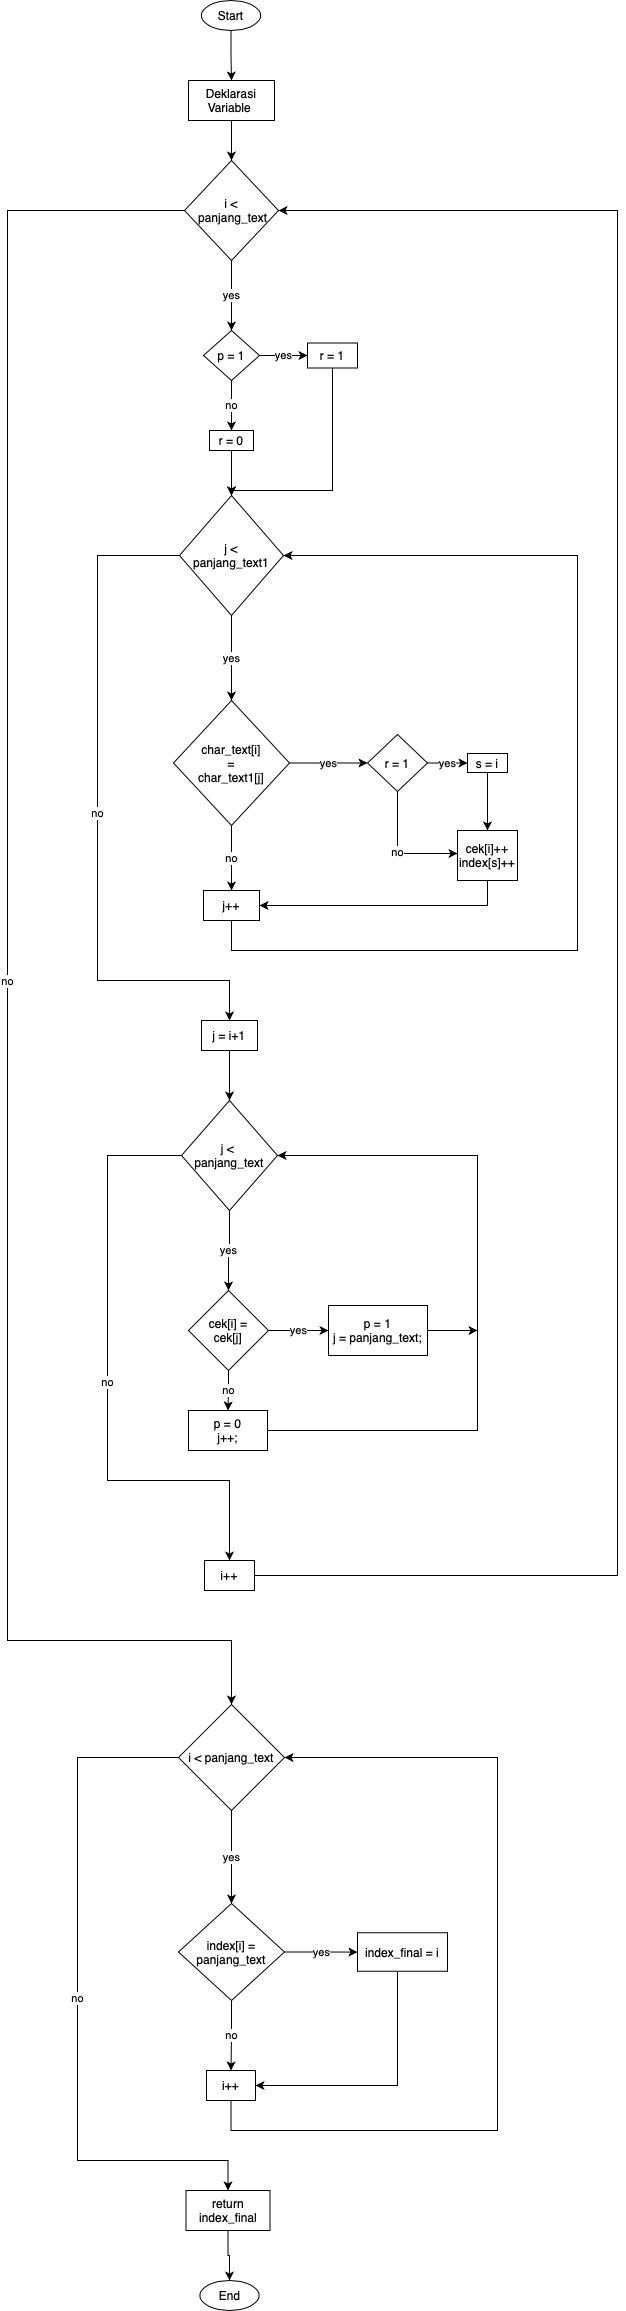 Start
Deklarasi
Variable
i <
panjang_text
yes
p = 1
yes
r = 1
no
r = 0
j <
panjang_text1
yes
char_text[i]
=
char_text1[j]
yes
r = 1
yes
s = i
no
cek[i]++
index[s]++
no
no
j++
no
j = i+1
j <
panjang_text
yes
cek[i] =
cek[j]
yes
p = 1
j = panjang_text;
no
no
p = 0
j++;
i++
i < panjang_text
yes
index[i] =
panjang_text
yes
index_final = i
no
no
i++
return
index_final
End